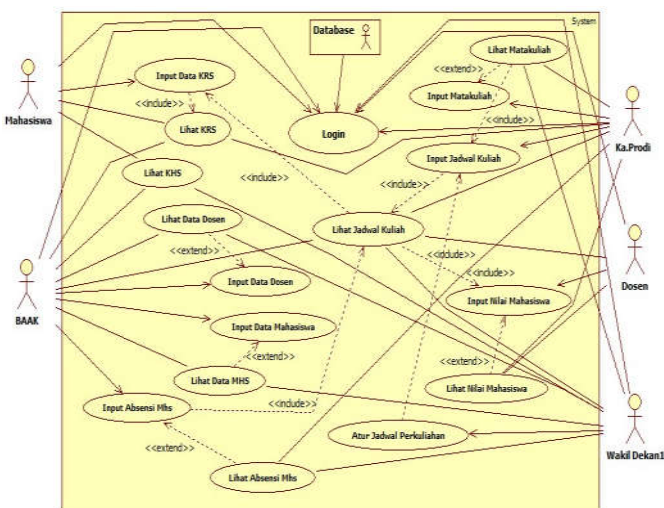 System
Database
Lihat Matakuliah
<<extend>>
Input Data KRS
Mahasiswa
Input Matakuliah
<<include>>
<<include>>
Login
Lihat KRS
Ka.Prodi
Input Jadwal Kuliah
Lihat KHS
<<include>>
<<include>>
Lihat Data Dosen
Lihat Jadwal Kuliah
<<extend>>
<<include>>
BAAK
Input Data Dosen
<<include>>
Dosen
Input Nilai Mahasiswa
Input Data Mahasiswa
<<extend>>
<<extend>>
Lihat Data MHS
Lihat Nilai Mahasiswa
<<include>>
Input Absensi Mhs
Atur Jadwal Perkuliahan
Wakil Dekan1
<<extend>>
Lihat Absensi Mhs